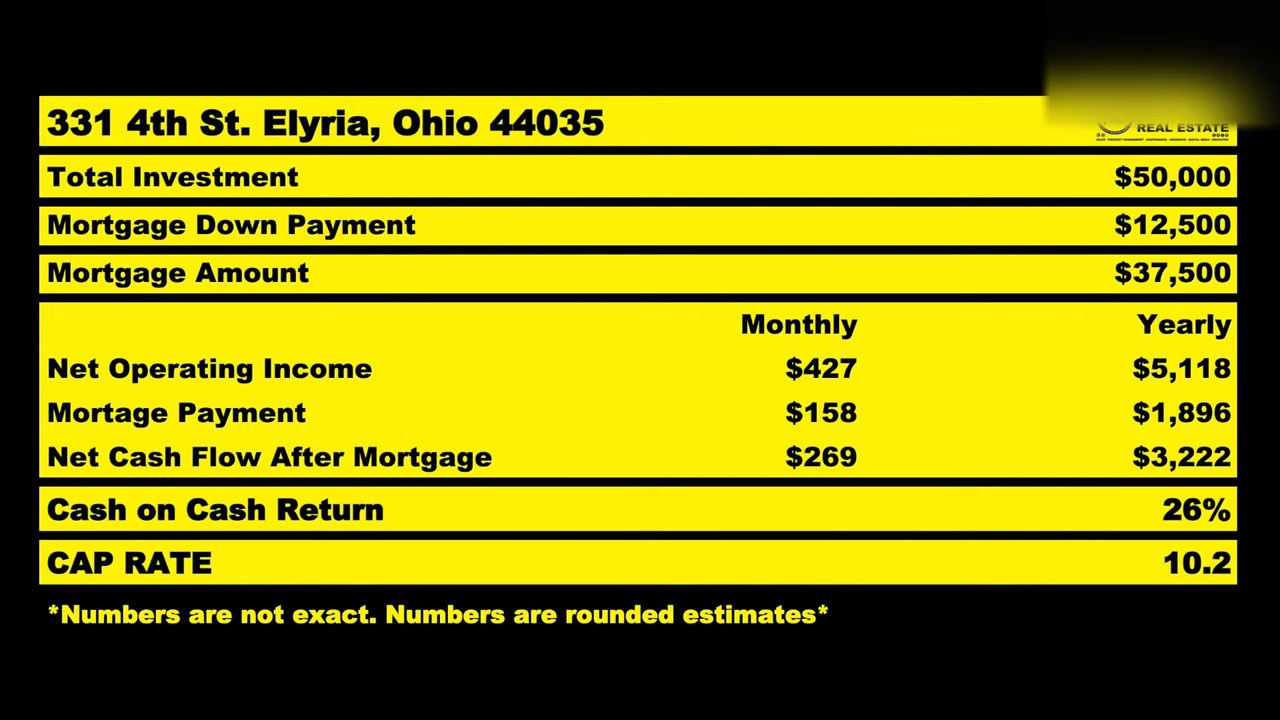 331 4th St. Elyria, Ohio 44035
REAL ESTATE
Total Investment $50,000
Mortgage Down Payment $12,500
Mortgage Amount $37,500
Monthly Yearly
Net Operating Income $427 $5,118
Mortage Payment $158 $1,896
Net Cash Flow After Mortgage $269 $3,222
Cash on Cash Return 26%
CAP RATE 10.2
*Numbers are not exact. Numbers are rounded estimates*